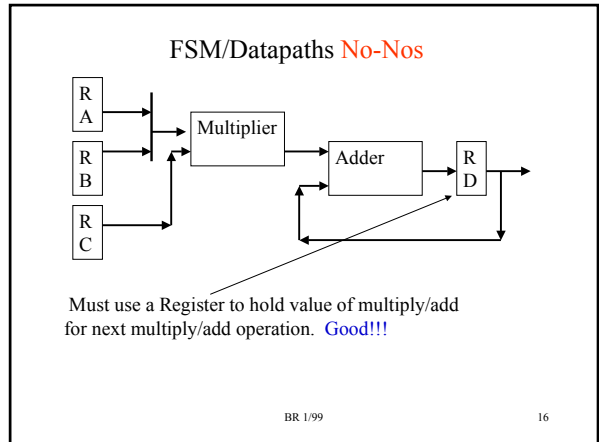 FSM/Datapaths No-Nos
R
A
Multiplier
R
B
Adder
R
D
R
C
Must use a Register to hold value of multiply/add
for next multiply/add operation. Good!!!
BR 1/99
16